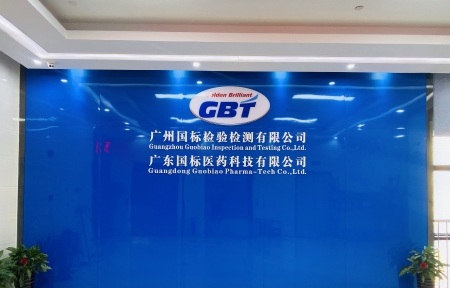 Golden Brilliant
GBT
广州国标检验检测有限公司
Guangzhou Guobiao Inspection and Testing Co.,Ltd.
广东国标医药科技有限公司
Guangdong Guobiao Pharma-Tech Co.,Ltd.